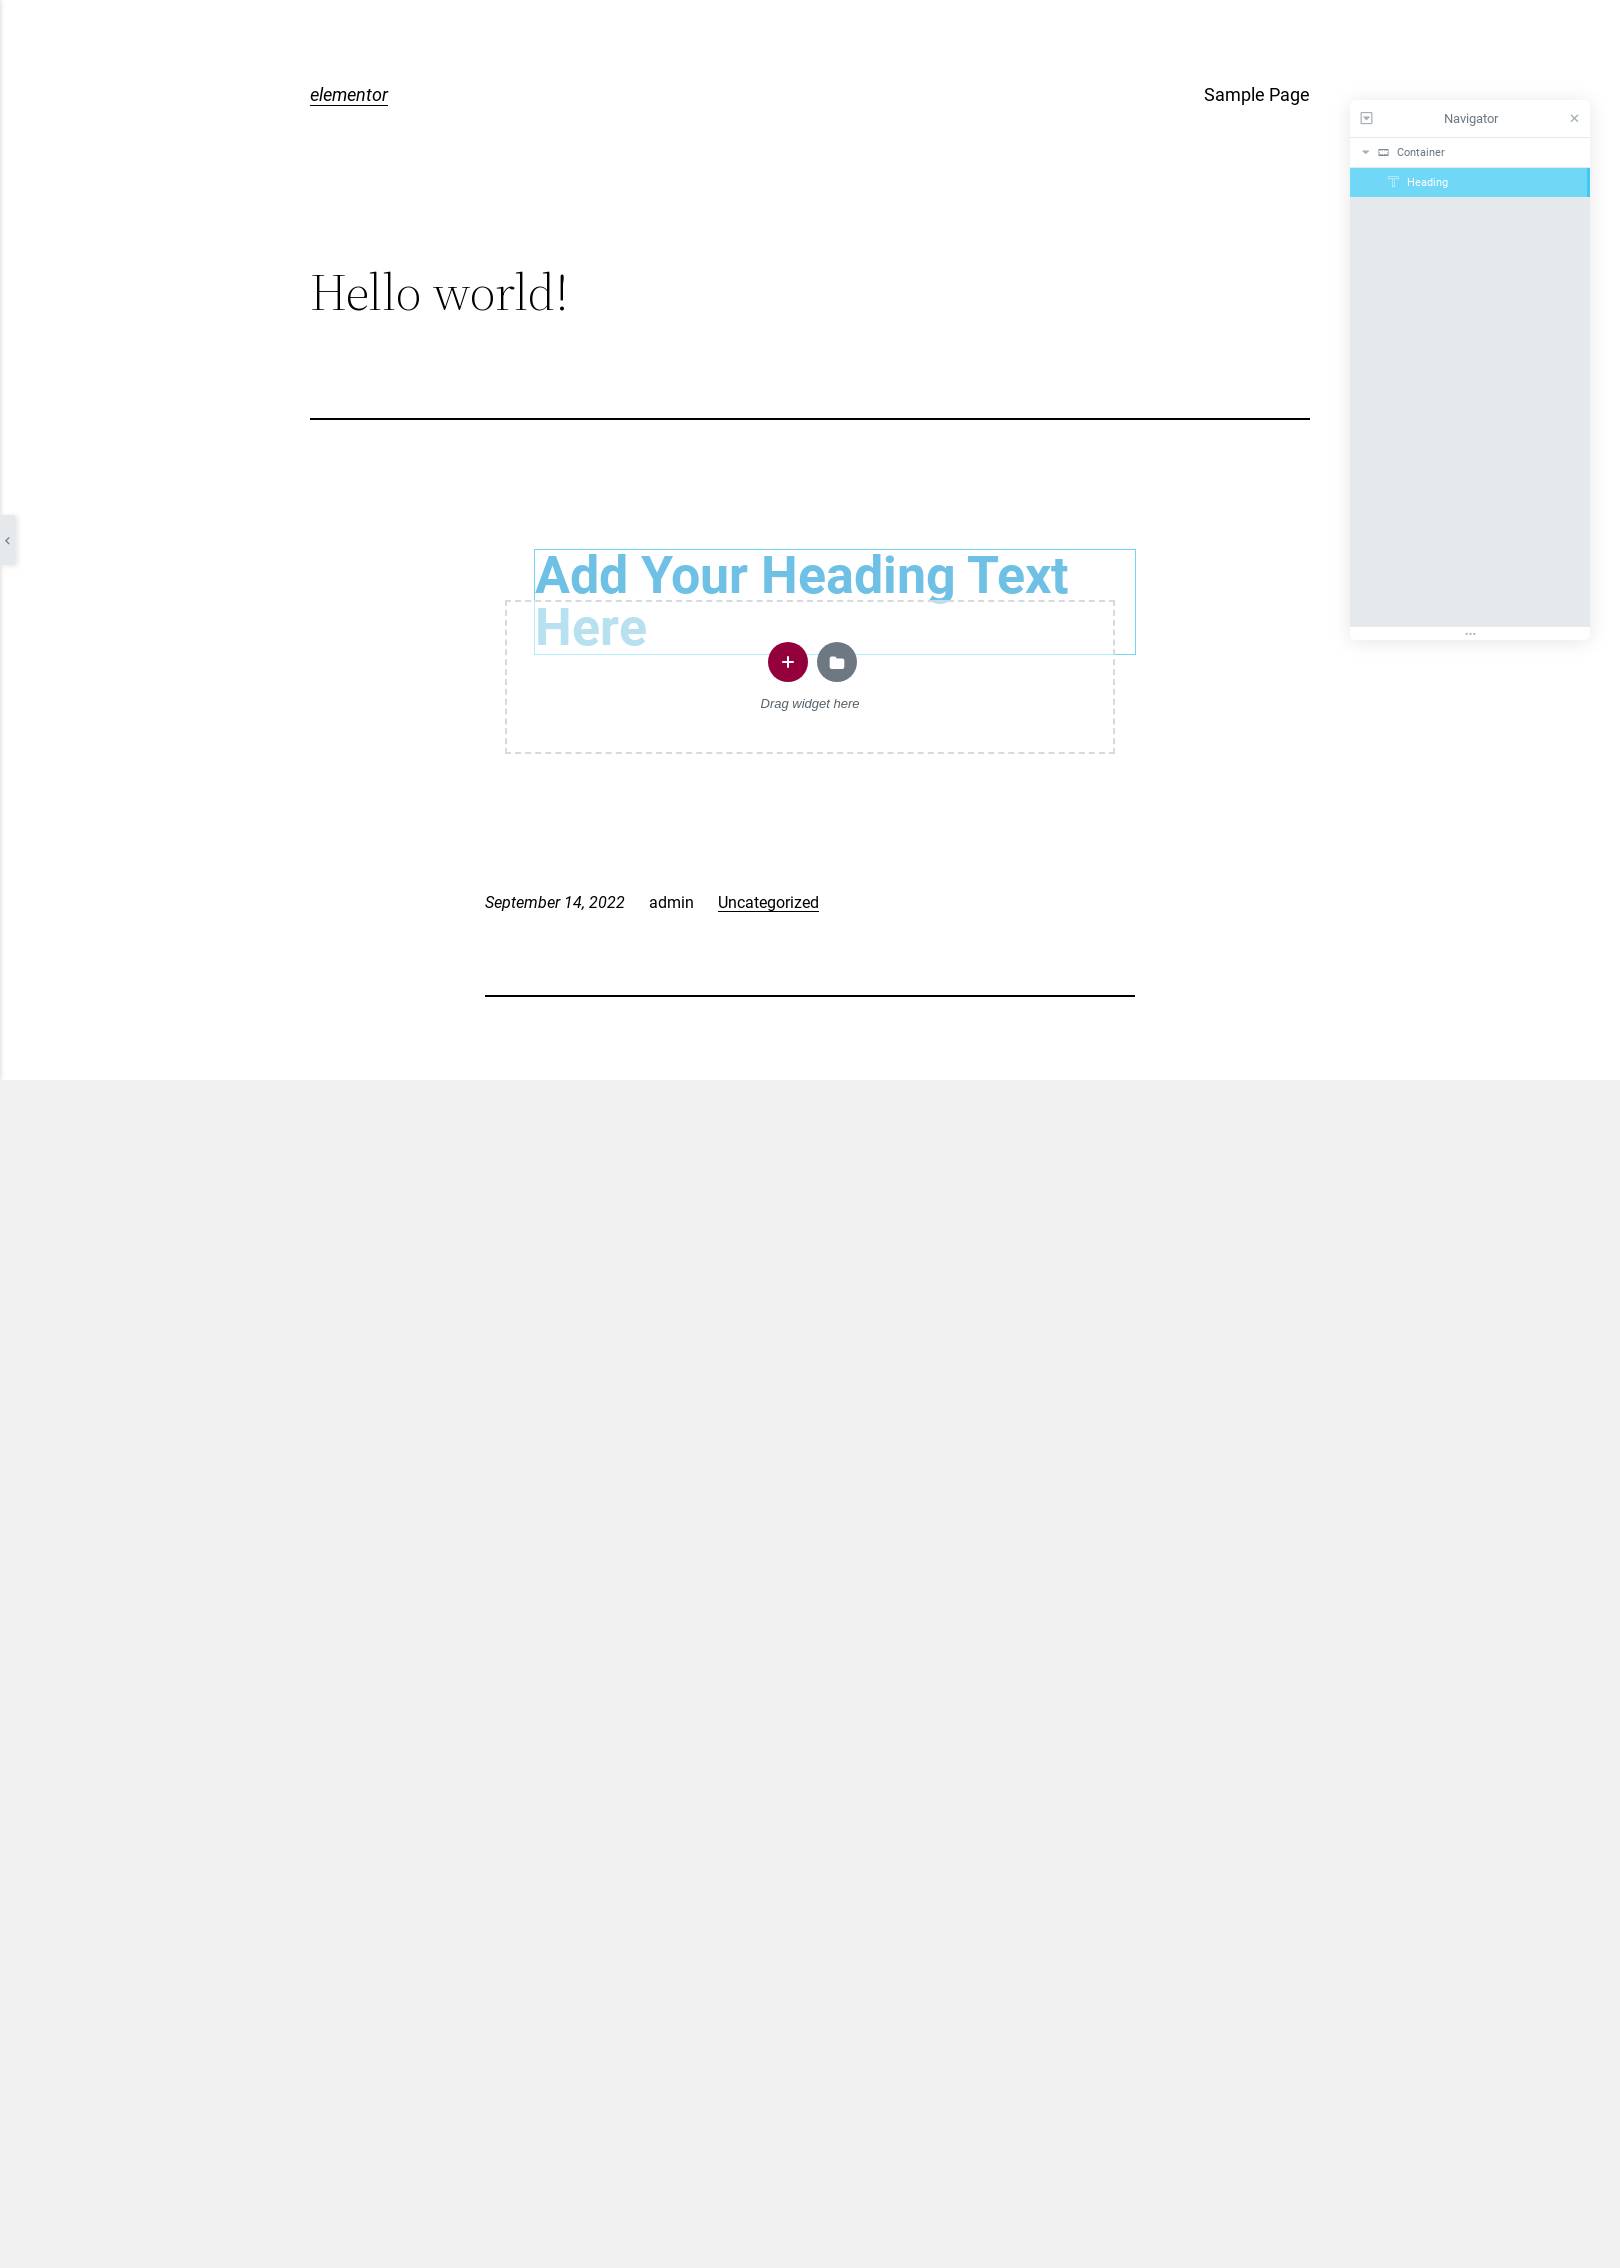 elementor
Sample Page
Navigator
Container
Heading
Hello world!
Add Your Heading Text
Here
Drag widget here
September 14, 2022 admin Uncategorized